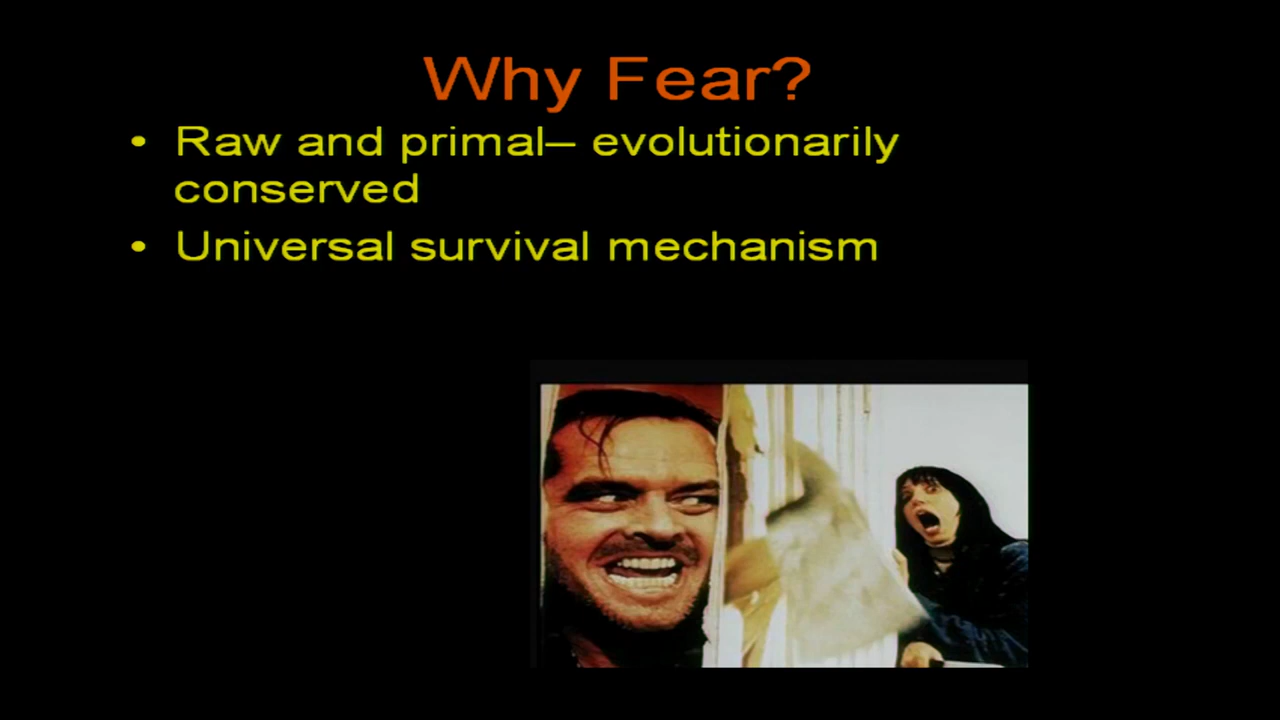 Why Fear?
• Raw and primal– evolutionarily
conserved
• Universal survival mechanism